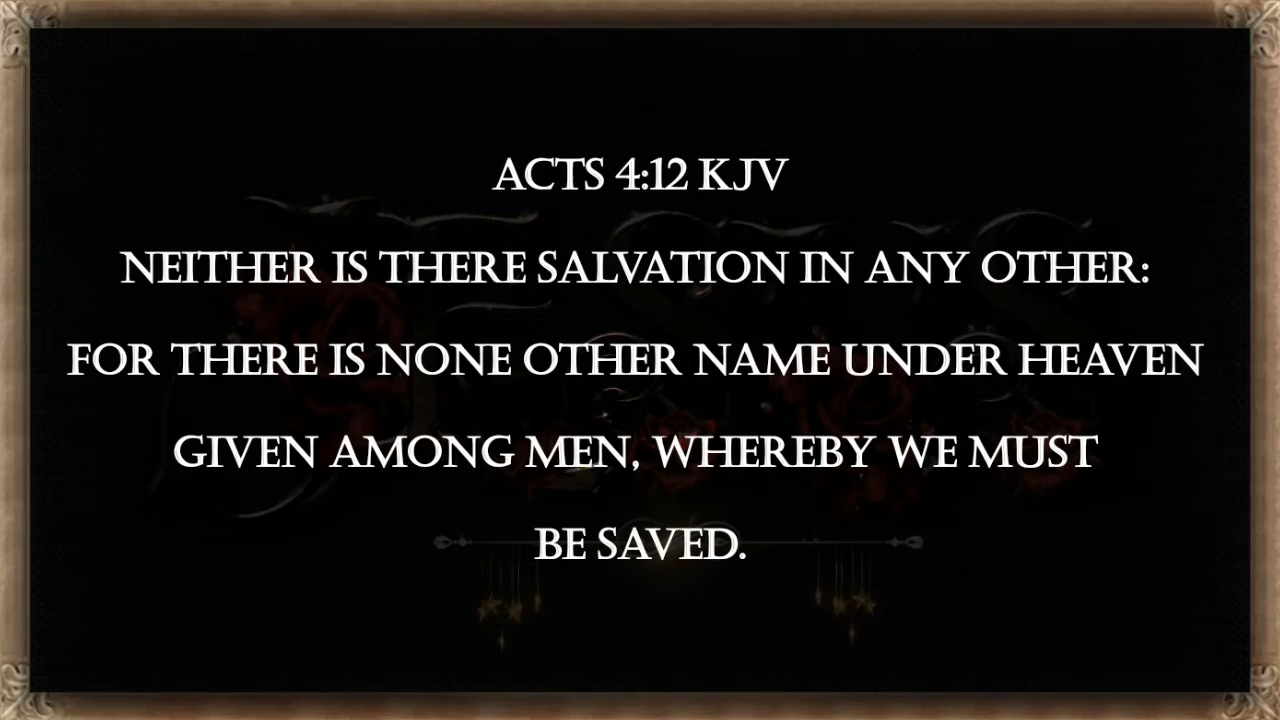 ACTS 4:12 KJV
NEITHER IS THERE SALVATION IN ANY OTHER:
FOR THERE IS NONE OTHER NAME UNDER HEAVEN
GIVEN AMONG MEN, WHEREBY WE MUST
BE SAVED.
JESUS